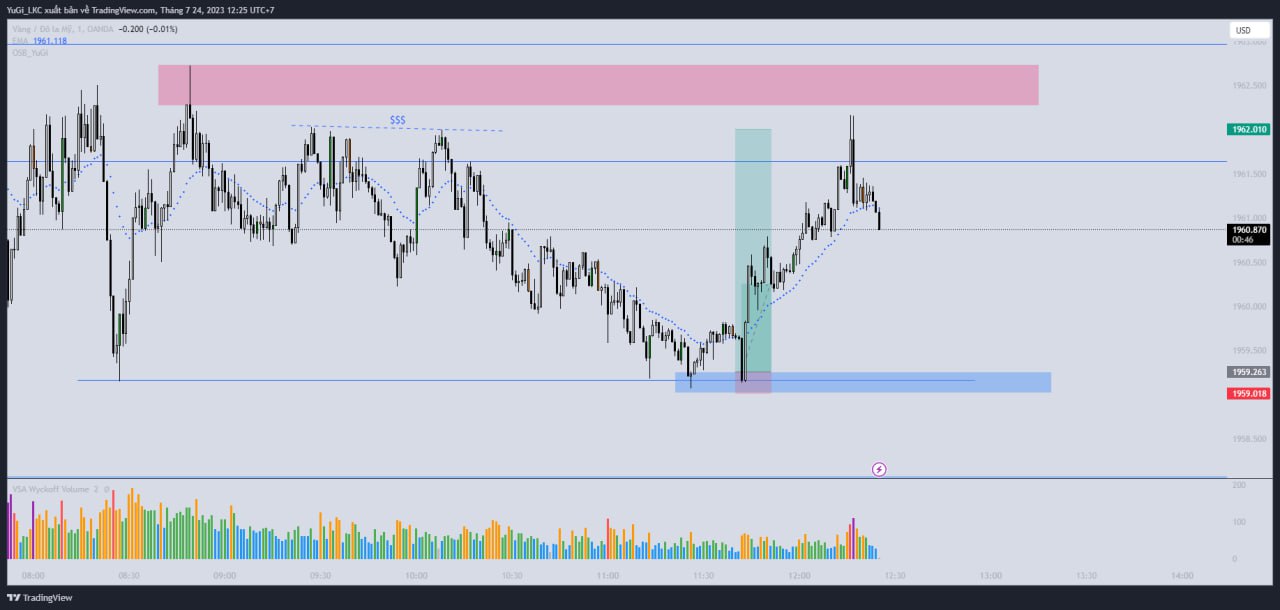 YuGi_LKC xuất bản về TradingView.com, Tháng 7 24, 2023 12:25 UTC+7
Vàng / Đô la Mỹ, 1, OANDA −0.200 (−0.01%)
EMA 1961.118
OSB_YuGi
USD
1963.000
1962.500
$$$
1962.010
1961.500
1961.000
1960.870
00:46
1960.500
1960.000
1959.500
1959.263
1959.018
1958.500
VSA Wyckoff Volume 2 0
200
100
0
08:00 08:30 09:00 09:30 10:00 10:30 11:00 11:30 12:00 12:30 13:00 13:30 14:00
TradingView